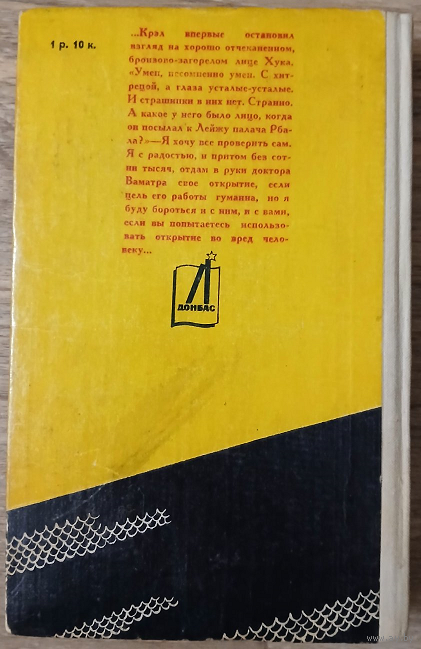 1 р. 10 к.
...Крэл впервые остановил
взгляд на хорошо отчеканенном,
бронзово-загорелом лице Хука.
«Умен, несомненно умен. С хит-
рецой, а глаза усталые-усталые.
И страшинки в них нет. Странно.
А какое у него было лицо, когда
он посылал к Лейжу палача Рба-
ла?»—Я хочу все проверить сам.
Я с радостью, и притом без сот-
ни тысяч, отдам в руки доктора
Ваматра свое открытие, если
цель его работы гуманна, но я
буду бороться и с ним, и с вами,
если вы попытаетесь использо-
вать открытие во вред чело-
веку...
ДОНБАС